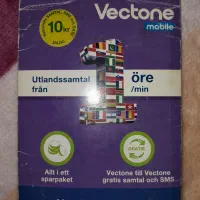 Vectone
mobile
10kr
Utlandssamtal
från
1
öre
/min
GRATIS
Allt i ett
sparpaket
Vectone till Vectone
gratis samtal och SMS